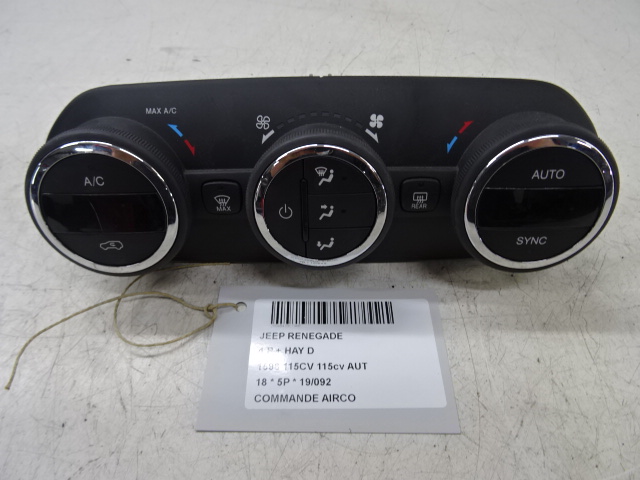 MAX A/C
A/C
MAX
REAR
AUTO
SYNC
JEEP RENEGADE
HAY D
115CV 115cv AUT
18 * 5P * 19/092
COMMANDE AIRCO